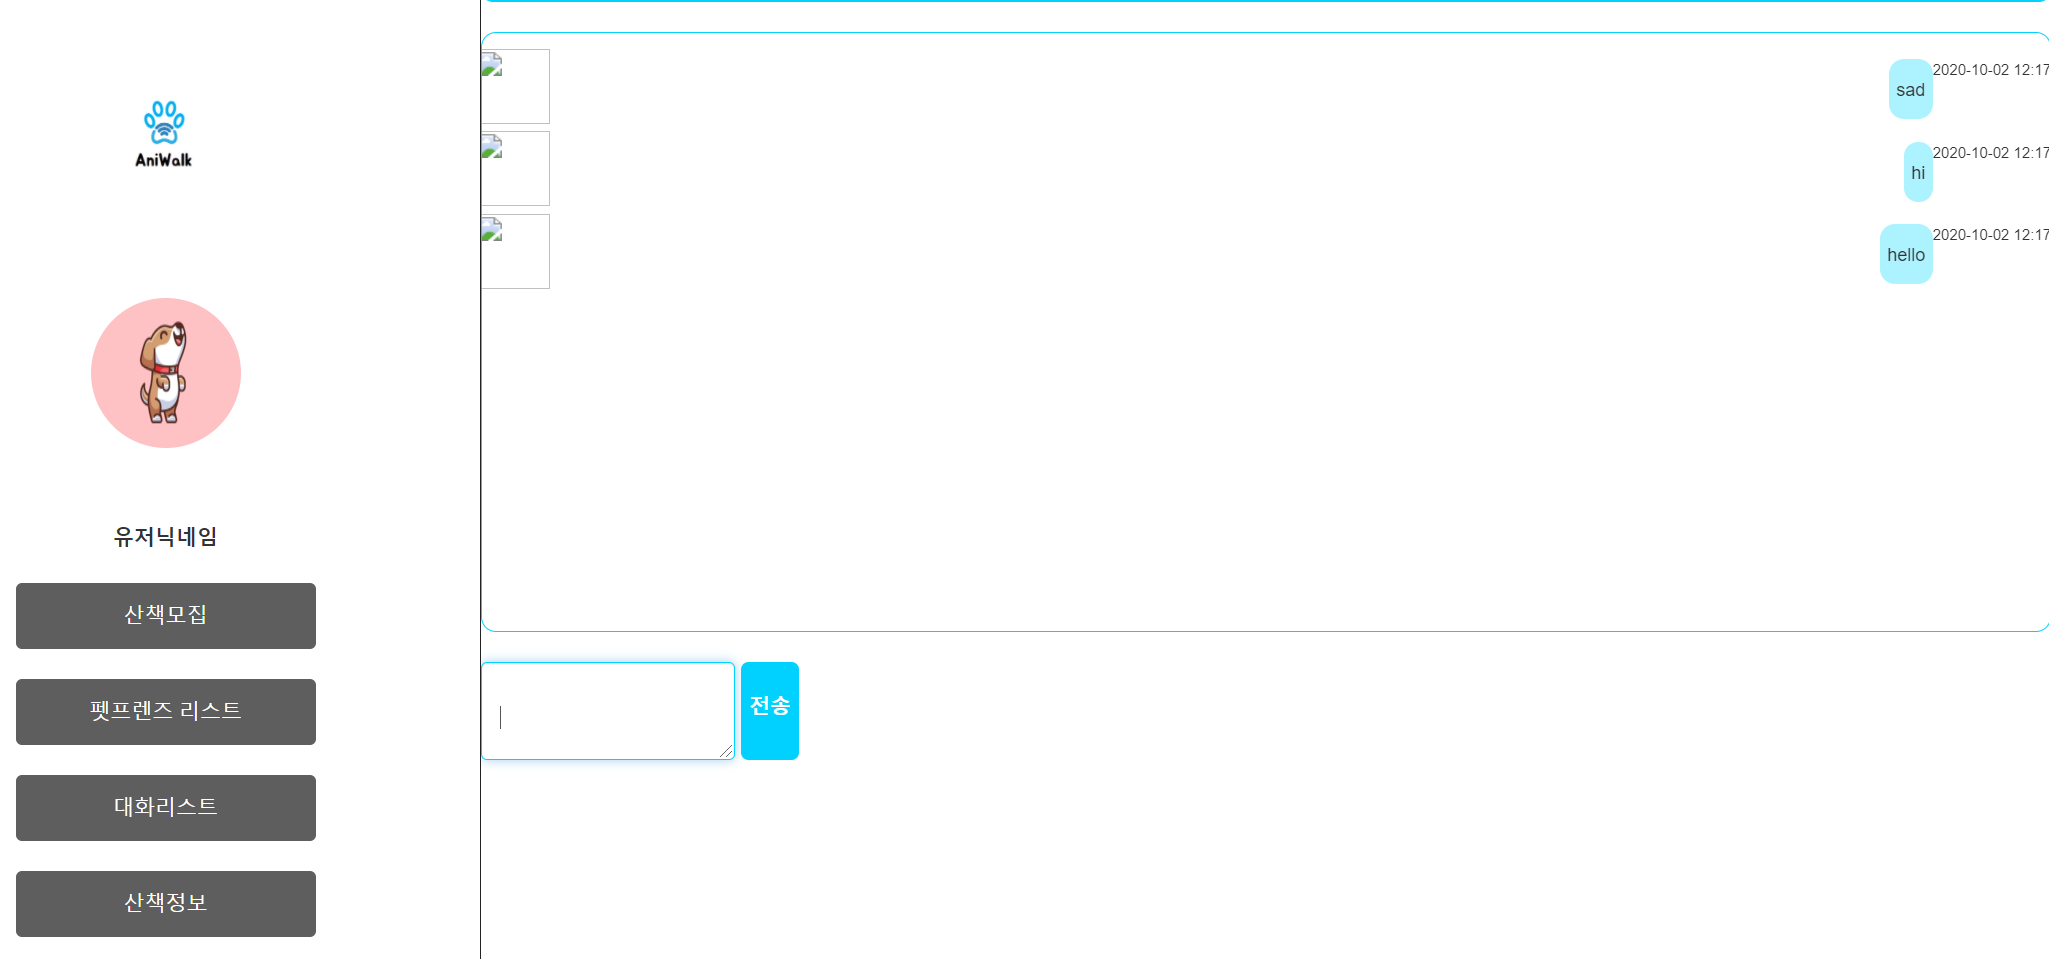 AniWalk
유저닉네임
산책모집
펫프렌즈 리스트
대화리스트
산책정보
sad 2020-10-02 12:17
hi 2020-10-02 12:17
hello 2020-10-02 12:17
전송